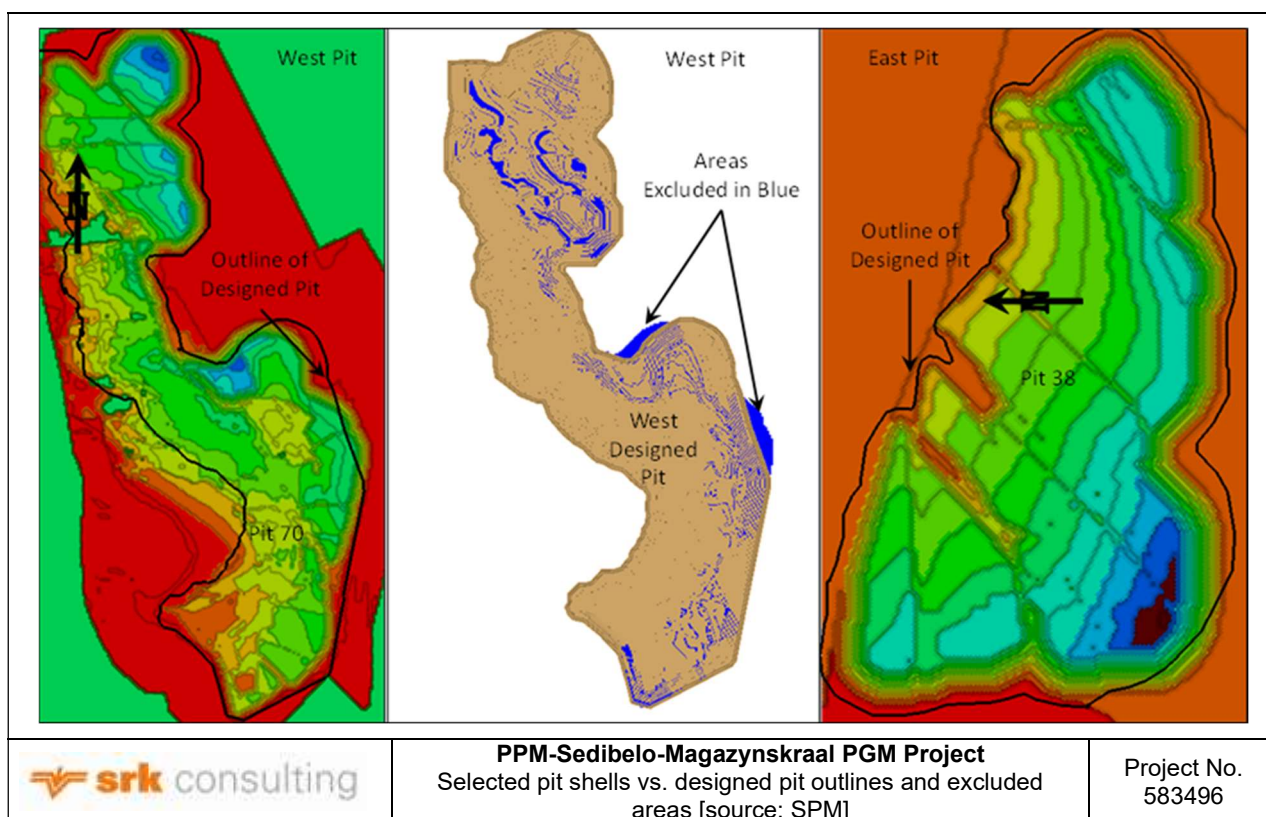 West Pit
N
Outline of
Designed Pit
Pit 70
West Pit
Areas
Excluded in Blue
West
Designed
Pit
East Pit
Outline of
Designed Pit
N
Pit 38
srk consulting
PPM-Sedibelo-Magazynskraal PGM Project
Selected pit shells vs. designed pit outlines and excluded
areas [source: SPM]
Project No.
583496